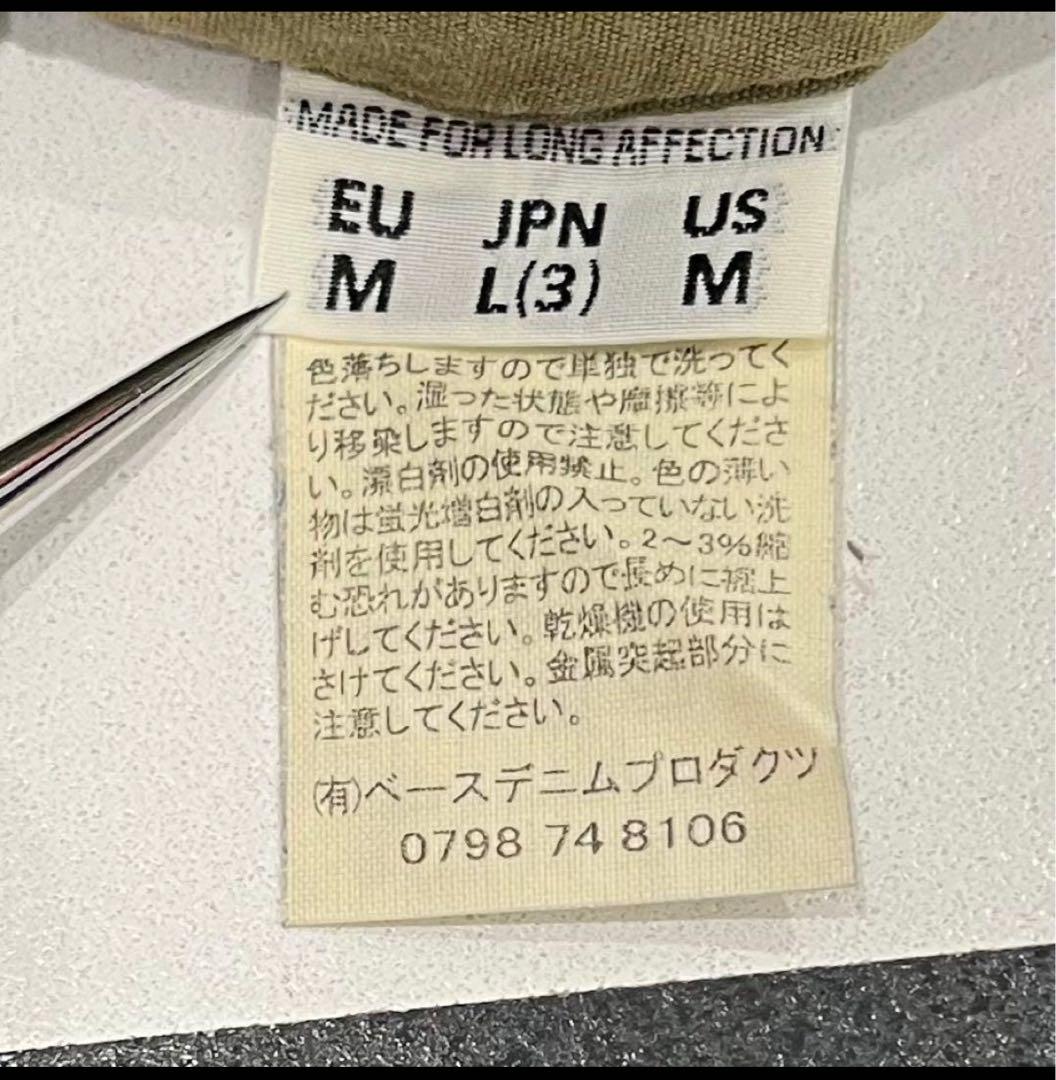 MADE FOR LONG AFFECTION
EU JPN US
M L(3) M
色落ちしますので単独で洗ってく
ださい。湿った状態や摩擦等によ
り移染しますので注意してくださ
い。漂白剤の使用禁止。色の薄い
物は蛍光増白剤の入っていない洗
剤を使用してください。2～3%縮
む恐れがありますので長めに裾上
げしてください。乾燥機の使用は
さけてください。金属突起部分に
注意してください。
(有)ベースデニムプロダクツ
0798 74 8106